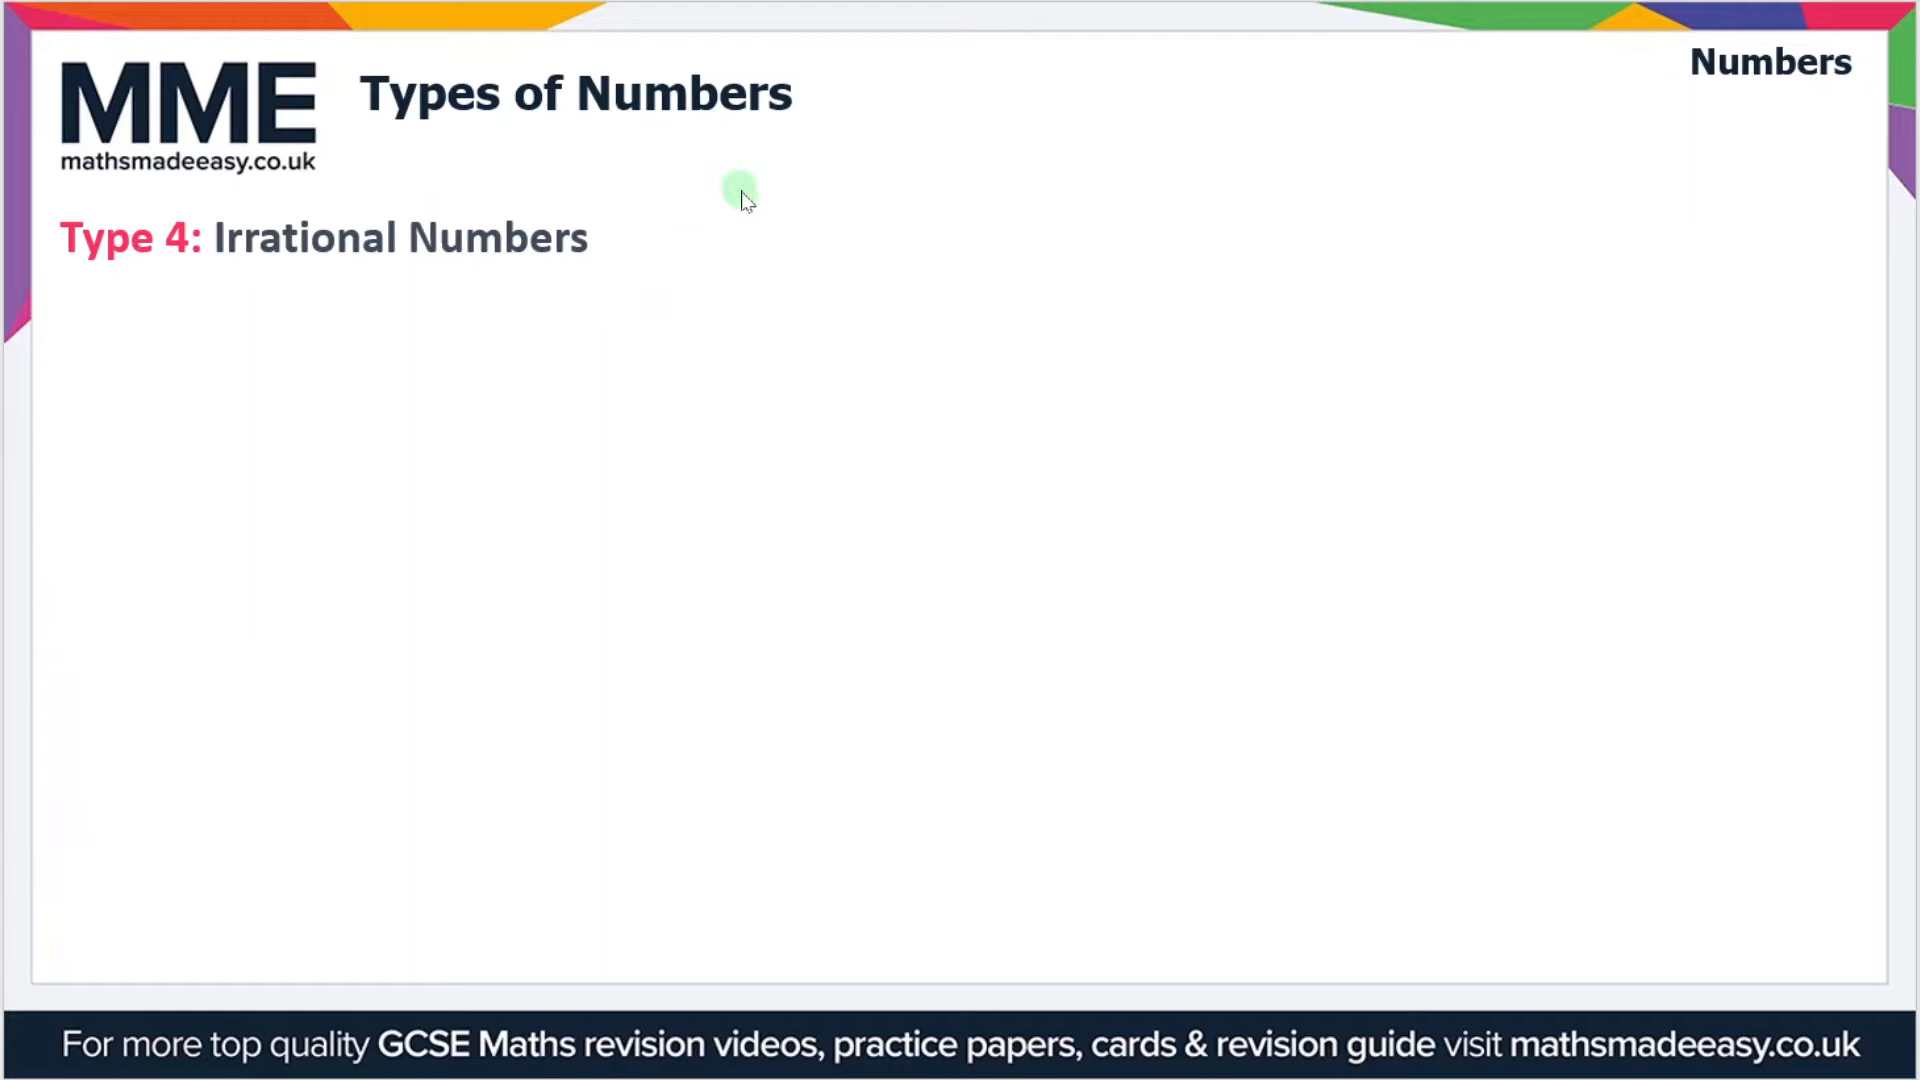 Numbers
MME
Types of Numbers
mathsmadeeasy.co.uk
Type 4: Irrational Numbers
For more top quality GCSE Maths revision videos, practice papers, cards & revision guide visit mathsmadeeasy.co.uk